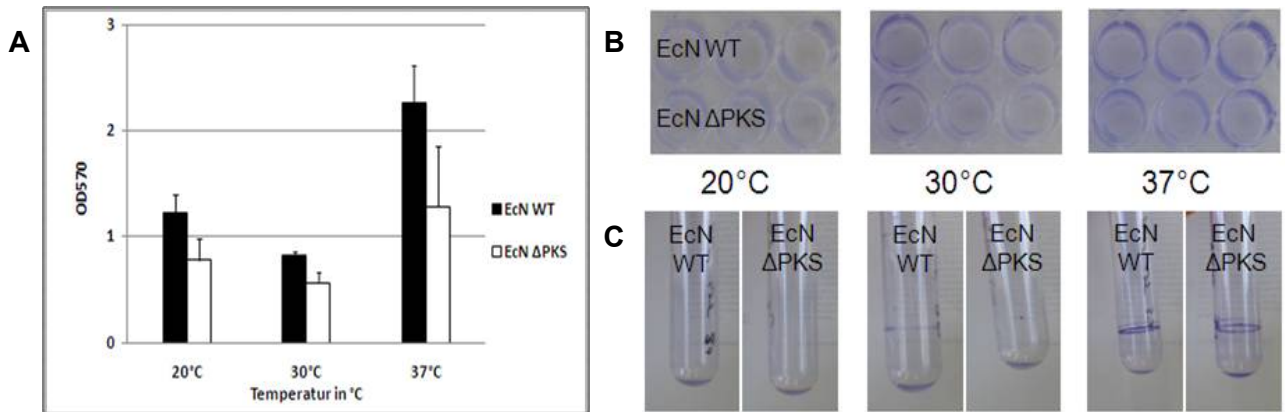 A
3
2
1
0
OD570
20°C
30°C
37°C
Temperatur in °C
EcN WT
EcN ΔPKS
B
EcN WT
EcN ΔPKS
20°C
30°C
37°C
C
EcN
WT
EcN
ΔPKS
EcN
WT
EcN
ΔPKS
EcN
WT
EcN
ΔPKS